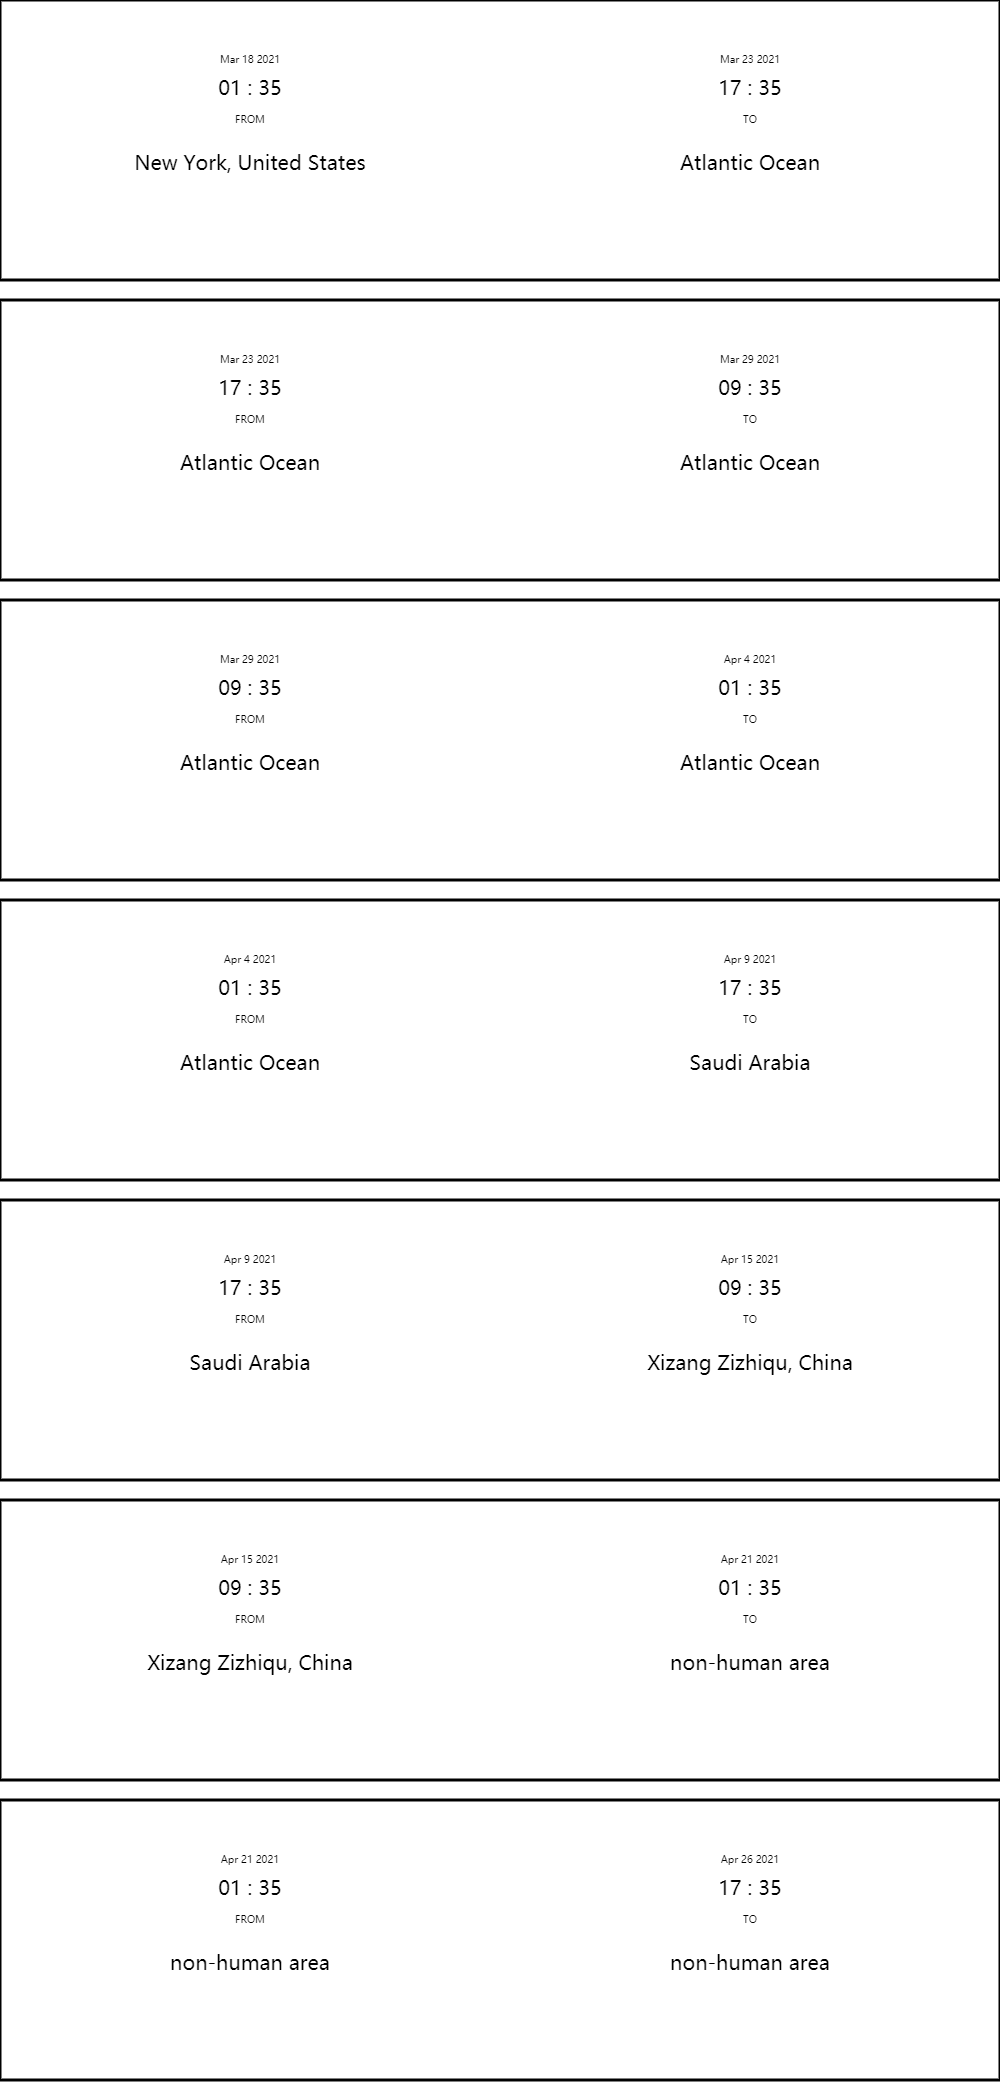 Mar 18 2021
01 : 35
FROM
New York, United States
Mar 23 2021
17 : 35
TO
Atlantic Ocean
Mar 23 2021
17 : 35
FROM
Atlantic Ocean
Mar 29 2021
09 : 35
TO
Atlantic Ocean
Mar 29 2021
09 : 35
FROM
Atlantic Ocean
Apr 4 2021
01 : 35
TO
Atlantic Ocean
Apr 4 2021
01 : 35
FROM
Atlantic Ocean
Apr 9 2021
17 : 35
TO
Saudi Arabia
Apr 9 2021
17 : 35
FROM
Saudi Arabia
Apr 15 2021
09 : 35
TO
Xizang Zizhiqu, China
Apr 15 2021
09 : 35
FROM
Xizang Zizhiqu, China
Apr 21 2021
01 : 35
TO
non-human area
Apr 21 2021
01 : 35
FROM
non-human area
Apr 26 2021
17 : 35
TO
non-human area